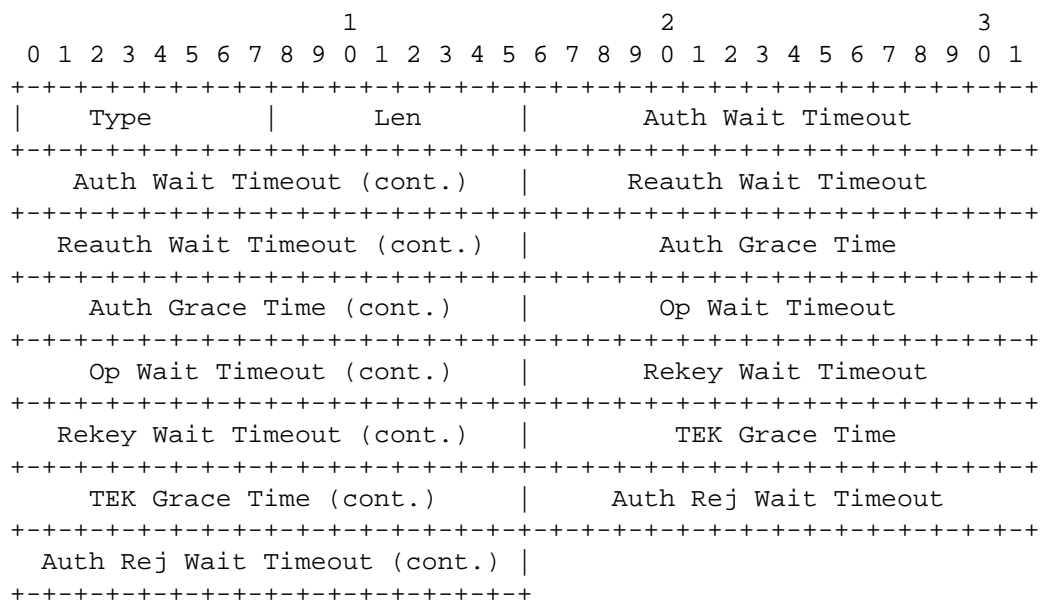 1                   2                   3
 0 1 2 3 4 5 6 7 8 9 0 1 2 3 4 5 6 7 8 9 0 1 2 3 4 5 6 7 8 9 0 1
+-+-+-+-+-+-+-+-+-+-+-+-+-+-+-+-+-+-+-+-+-+-+-+-+-+-+-+-+-+-+-+-+
|    Type       |      Len      |       Auth Wait Timeout
+-+-+-+-+-+-+-+-+-+-+-+-+-+-+-+-+-+-+-+-+-+-+-+-+-+-+-+-+-+-+-+-+
    Auth Wait Timeout (cont.)   |      Reauth Wait Timeout
+-+-+-+-+-+-+-+-+-+-+-+-+-+-+-+-+-+-+-+-+-+-+-+-+-+-+-+-+-+-+-+-+
   Reauth Wait Timeout (cont.)  |        Auth Grace Time
+-+-+-+-+-+-+-+-+-+-+-+-+-+-+-+-+-+-+-+-+-+-+-+-+-+-+-+-+-+-+-+-+
     Auth Grace Time (cont.)    |        Op Wait Timeout
+-+-+-+-+-+-+-+-+-+-+-+-+-+-+-+-+-+-+-+-+-+-+-+-+-+-+-+-+-+-+-+-+
     Op Wait Timeout (cont.)    |       Rekey Wait Timeout
+-+-+-+-+-+-+-+-+-+-+-+-+-+-+-+-+-+-+-+-+-+-+-+-+-+-+-+-+-+-+-+-+
   Rekey Wait Timeout (cont.)   |         TEK Grace Time
+-+-+-+-+-+-+-+-+-+-+-+-+-+-+-+-+-+-+-+-+-+-+-+-+-+-+-+-+-+-+-+-+
     TEK Grace Time (cont.)     |     Auth Rej Wait Timeout
+-+-+-+-+-+-+-+-+-+-+-+-+-+-+-+-+-+-+-+-+-+-+-+-+-+-+-+-+-+-+-+-+
  Auth Rej Wait Timeout (cont.) |
+-+-+-+-+-+-+-+-+-+-+-+-+-+-+-+-+